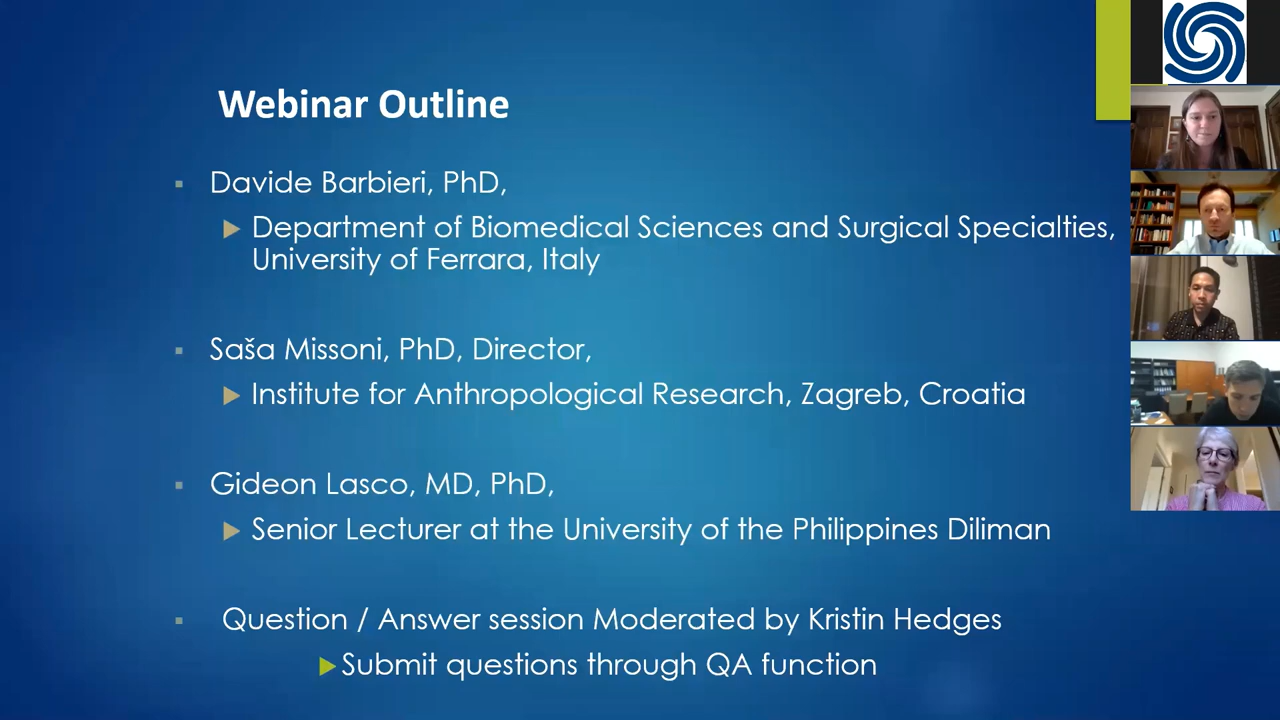 Webinar Outline
Davide Barbieri, PhD,
Department of Biomedical Sciences and Surgical Specialties,
University of Ferrara, Italy
Saša Missoni, PhD, Director,
Institute for Anthropological Research, Zagreb, Croatia
Gideon Lasco, MD, PhD,
Senior Lecturer at the University of the Philippines Diliman
Question / Answer session Moderated by Kristin Hedges
Submit questions through QA function